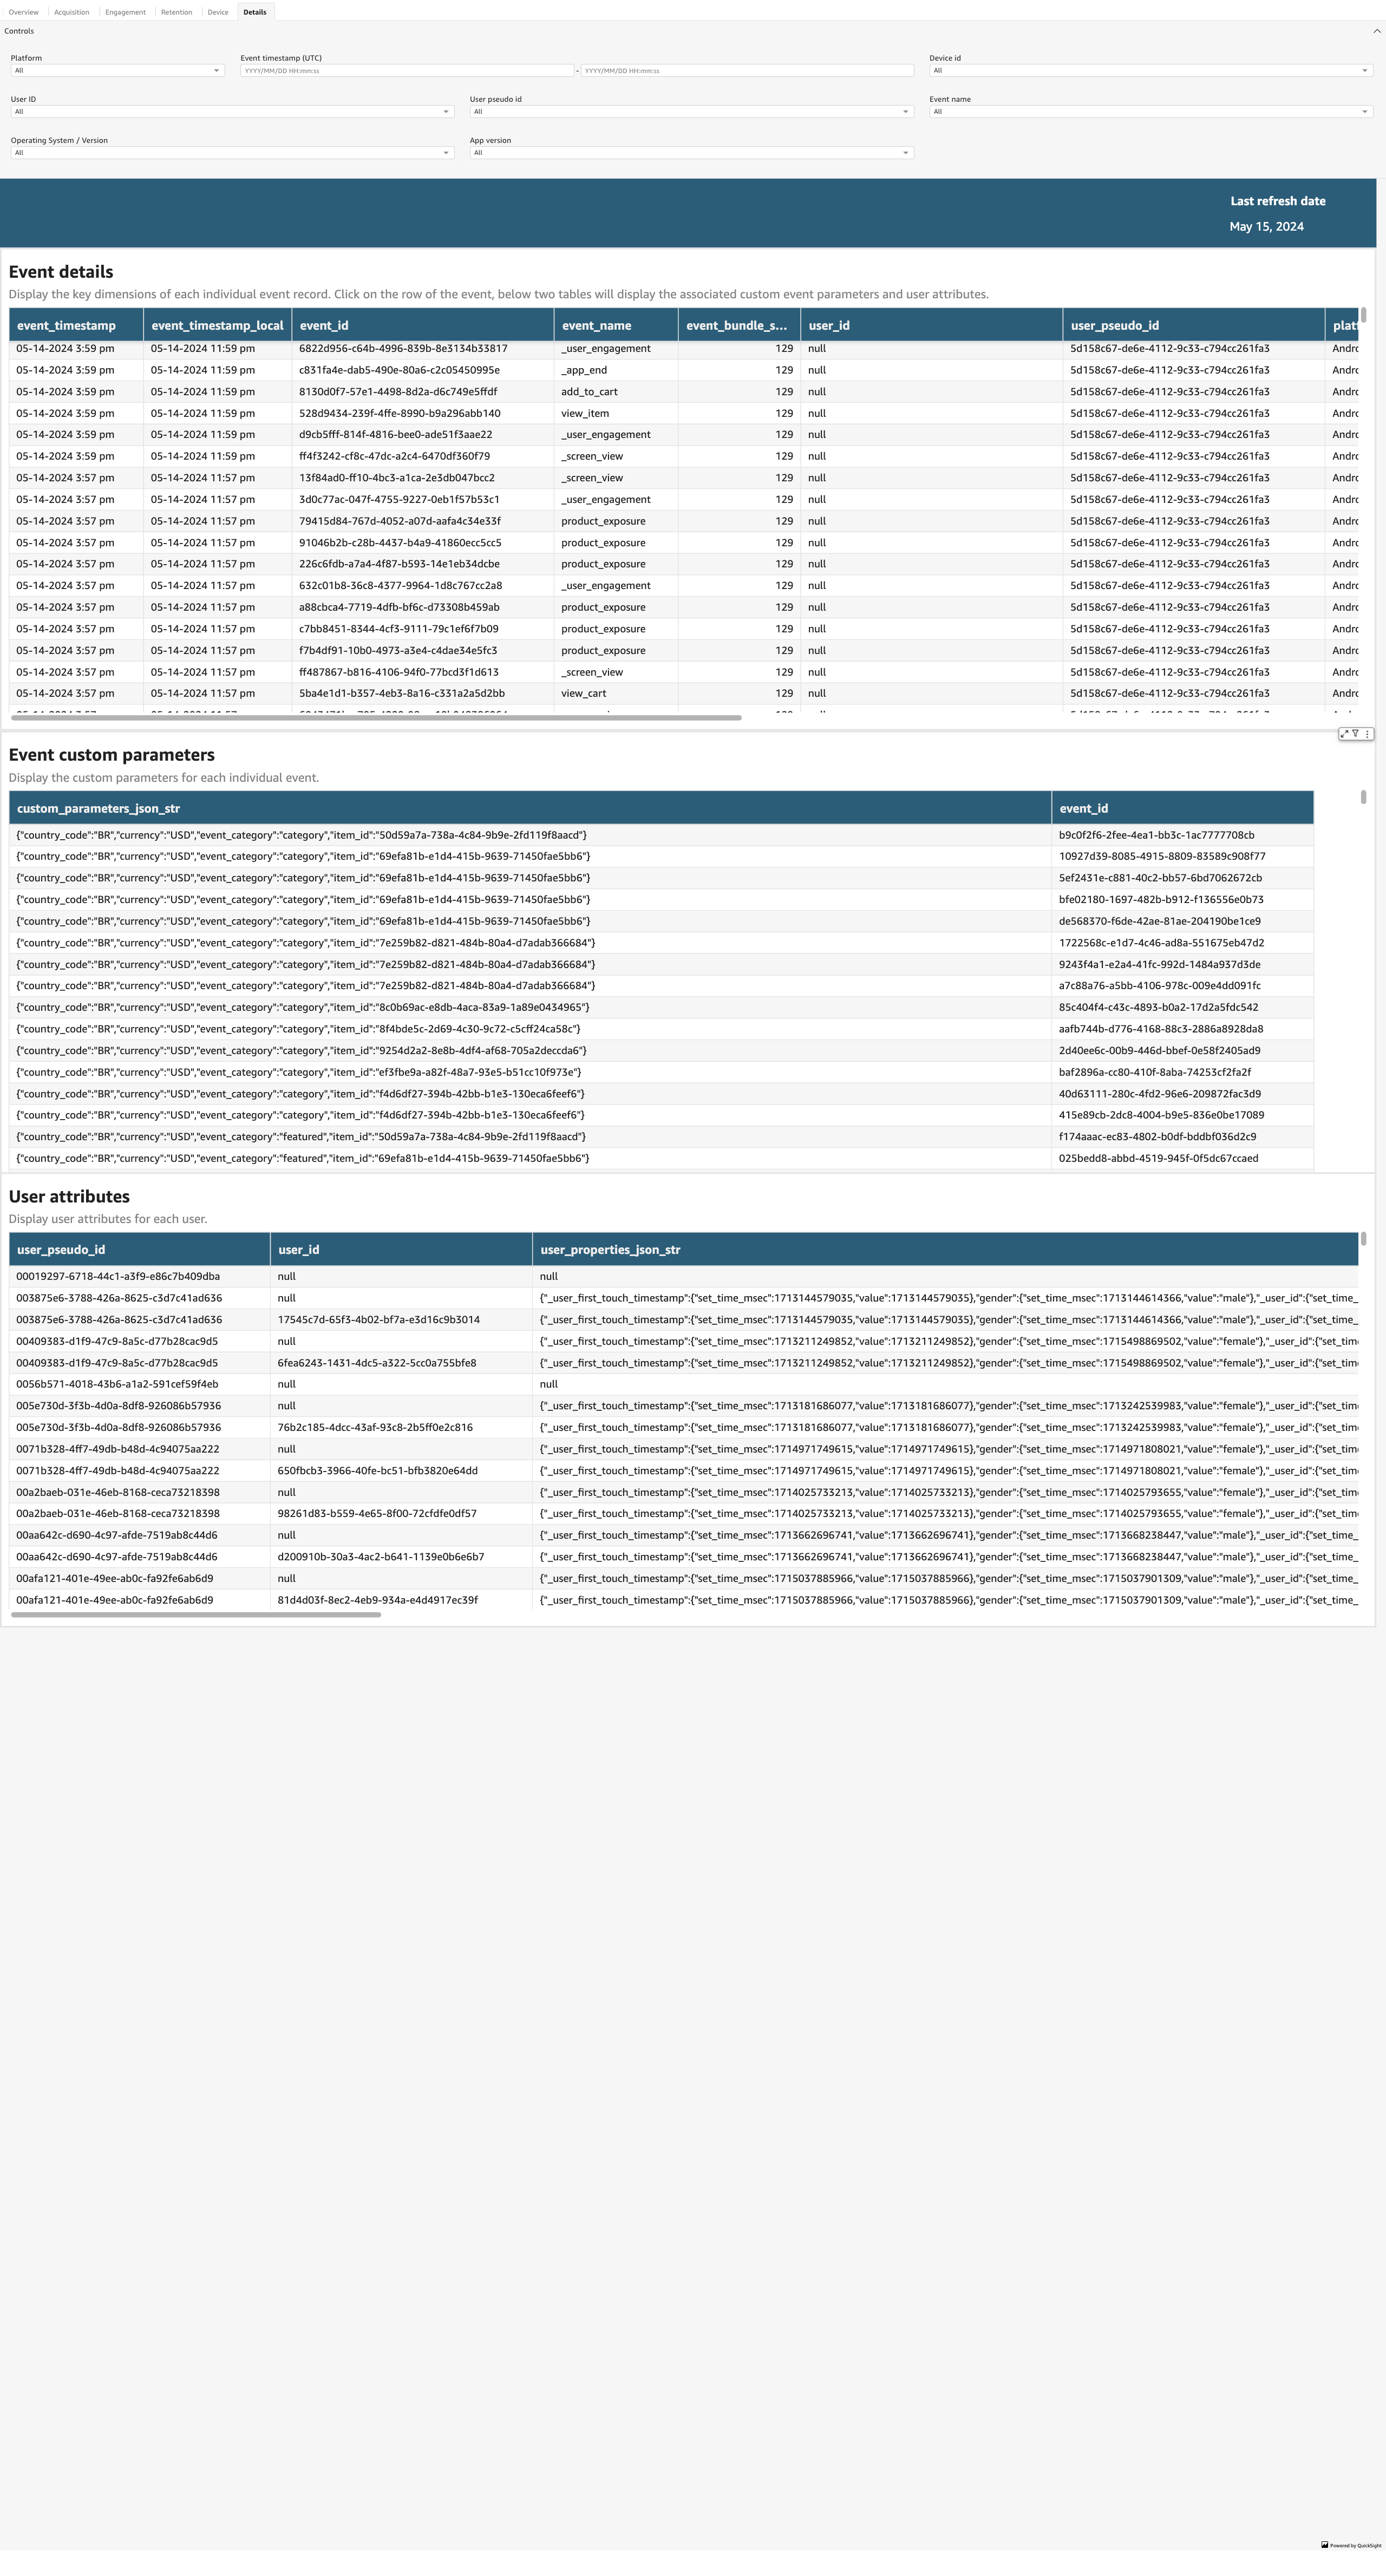 Overview Acquisition Engagement Retention Device Details
Controls
Platform Event timestamp (UTC) Device id
All YYYY/MM/DD HH:mm:ss - YYYY/MM/DD HH:mm:ss All
User ID User pseudo id Event name
All All All
Operating System / Version App version
All All
Last refresh date
May 15, 2024
Event details
Display the key dimensions of each individual event record. Click on the row of the event, below two tables will display the associated custom event parameters and user attributes.
event_timestamp event_timestamp_local event_id event_name event_bundle_s... user_id user_pseudo_id platf
05-14-2024 3:59 pm 05-14-2024 11:59 pm 6822d956-c64b-4996-839b-8e3134b33817 _user_engagement 129 null 5d158c67-de6e-4112-9c33-c794cc261fa3 Andrc
05-14-2024 3:59 pm 05-14-2024 11:59 pm c831fa4e-dab5-490e-80a6-c2c05450995e _app_end 129 null 5d158c67-de6e-4112-9c33-c794cc261fa3 Andrc
05-14-2024 3:59 pm 05-14-2024 11:59 pm 8130d0f7-57e1-4498-8d2a-d6c749e5ffdf add_to_cart 129 null 5d158c67-de6e-4112-9c33-c794cc261fa3 Andrc
05-14-2024 3:59 pm 05-14-2024 11:59 pm 528d9434-239f-4ffe-8990-b9a296abb140 view_item 129 null 5d158c67-de6e-4112-9c33-c794cc261fa3 Andrc
05-14-2024 3:59 pm 05-14-2024 11:59 pm d9cb5fff-814f-4816-bee0-ade51f3aae22 _user_engagement 129 null 5d158c67-de6e-4112-9c33-c794cc261fa3 Andrc
05-14-2024 3:59 pm 05-14-2024 11:59 pm ff4f3242-cf8c-47dc-a2c4-6470df360f79 _screen_view 129 null 5d158c67-de6e-4112-9c33-c794cc261fa3 Andrc
05-14-2024 3:57 pm 05-14-2024 11:57 pm 13f84ad0-ff10-4bc3-a1ca-2e3db047bcc2 _screen_view 129 null 5d158c67-de6e-4112-9c33-c794cc261fa3 Andrc
05-14-2024 3:57 pm 05-14-2024 11:57 pm 3d0c77ac-047f-4755-9227-0eb1f57b53c1 _user_engagement 129 null 5d158c67-de6e-4112-9c33-c794cc261fa3 Andrc
05-14-2024 3:57 pm 05-14-2024 11:57 pm 79415d84-767d-4052-a07d-aafa4c34e33f product_exposure 129 null 5d158c67-de6e-4112-9c33-c794cc261fa3 Andrc
05-14-2024 3:57 pm 05-14-2024 11:57 pm 91046b2b-c28b-4437-b4a9-41860ecc5cc5 product_exposure 129 null 5d158c67-de6e-4112-9c33-c794cc261fa3 Andrc
05-14-2024 3:57 pm 05-14-2024 11:57 pm 226c6fdb-a7a4-4f87-b593-14e1eb34dcbe product_exposure 129 null 5d158c67-de6e-4112-9c33-c794cc261fa3 Andrc
05-14-2024 3:57 pm 05-14-2024 11:57 pm 632c01b8-36c8-4377-9964-1d8c767cc2a8 _user_engagement 129 null 5d158c67-de6e-4112-9c33-c794cc261fa3 Andrc
05-14-2024 3:57 pm 05-14-2024 11:57 pm a88cbca4-7719-4dfb-bf6c-d73308b459ab product_exposure 129 null 5d158c67-de6e-4112-9c33-c794cc261fa3 Andrc
05-14-2024 3:57 pm 05-14-2024 11:57 pm c7bb8451-8344-4cf3-9111-79c1ef6f7b09 product_exposure 129 null 5d158c67-de6e-4112-9c33-c794cc261fa3 Andrc
05-14-2024 3:57 pm 05-14-2024 11:57 pm f7b4df91-10b0-4973-a3e4-c4dae34e5fc3 product_exposure 129 null 5d158c67-de6e-4112-9c33-c794cc261fa3 Andrc
05-14-2024 3:57 pm 05-14-2024 11:57 pm ff487867-b816-4106-94f0-77bcd3f1d613 _screen_view 129 null 5d158c67-de6e-4112-9c33-c794cc261fa3 Andrc
05-14-2024 3:57 pm 05-14-2024 11:57 pm 5ba4e1d1-b357-4eb3-8a16-c331a2a5d2bb view_cart 129 null 5d158c67-de6e-4112-9c33-c794cc261fa3 Andrc
Event custom parameters
Display the custom parameters for each individual event.
custom_parameters_json_str event_id
{"country_code":"BR","currency":"USD","event_category":"category","item_id":"50d59a7a-738a-4c84-9b9e-2fd119f8aacd"} b9c0f2f6-2fee-4ea1-bb3c-1ac7777708cb
{"country_code":"BR","currency":"USD","event_category":"category","item_id":"69efa81b-e1d4-415b-9639-71450fae5bb6"} 10927d39-8085-4915-8809-83589c908f77
{"country_code":"BR","currency":"USD","event_category":"category","item_id":"69efa81b-e1d4-415b-9639-71450fae5bb6"} 5ef2431e-c881-40c2-bb57-6bd7062672cb
{"country_code":"BR","currency":"USD","event_category":"category","item_id":"69efa81b-e1d4-415b-9639-71450fae5bb6"} bfe02180-1697-482b-b912-f136556e0b73
{"country_code":"BR","currency":"USD","event_category":"category","item_id":"69efa81b-e1d4-415b-9639-71450fae5bb6"} de568370-f6de-42ae-81ae-204190be1ce9
{"country_code":"BR","currency":"USD","event_category":"category","item_id":"7e259b82-d821-484b-80a4-d7adab366684"} 1722568c-e1d7-4c46-ad8a-551675eb47d2
{"country_code":"BR","currency":"USD","event_category":"category","item_id":"7e259b82-d821-484b-80a4-d7adab366684"} 9243f4a1-e2a4-41fc-992d-1484a937d3de
{"country_code":"BR","currency":"USD","event_category":"category","item_id":"7e259b82-d821-484b-80a4-d7adab366684"} a7c88a76-a5bb-4106-978c-009e4dd091fc
{"country_code":"BR","currency":"USD","event_category":"category","item_id":"8c0b69ac-e8db-4aca-83a9-1a89e0434965"} 85c404f4-c43c-4893-b0a2-17d2a5fdc542
{"country_code":"BR","currency":"USD","event_category":"category","item_id":"8f4bde5c-2d69-4c30-9c72-c5cff24ca58c"} aafb744b-d776-4168-88c3-2886a8928da8
{"country_code":"BR","currency":"USD","event_category":"category","item_id":"9254d2a2-8e8b-4df4-af68-705a2deccda6"} 2d40ee6c-00b9-446d-bbef-0e58f2405ad9
{"country_code":"BR","currency":"USD","event_category":"category","item_id":"ef3fbe9a-a82f-48a7-93e5-b51cc10f973e"} baf2896a-cc80-410f-8aba-74253cf2fa2f
{"country_code":"BR","currency":"USD","event_category":"category","item_id":"f4d6df27-394b-42bb-b1e3-130eca6feef6"} 40d63111-280c-4fd2-96e6-209872fac3d9
{"country_code":"BR","currency":"USD","event_category":"category","item_id":"f4d6df27-394b-42bb-b1e3-130eca6feef6"} 415e89cb-2dc8-4004-b9e5-836e0be17089
{"country_code":"BR","currency":"USD","event_category":"featured","item_id":"50d59a7a-738a-4c84-9b9e-2fd119f8aacd"} f174aaac-ec83-4802-b0df-bddbf036d2c9
{"country_code":"BR","currency":"USD","event_category":"featured","item_id":"69efa81b-e1d4-415b-9639-71450fae5bb6"} 025bedd8-abbd-4519-945f-0f5dc67ccaed
User attributes
Display user attributes for each user.
user_pseudo_id user_id user_properties_json_str
00019297-6718-44c1-a3f9-e86c7b409dba null null
003875e6-3788-426a-8625-c3d7c41ad636 null {"_user_first_touch_timestamp":{"set_time_msec":1713144579035,"value":1713144579035},"gender":{"set_time_msec":1713144614366,"value":"male"},"_user_id":{"set_time_
003875e6-3788-426a-8625-c3d7c41ad636 17545c7d-65f3-4b02-bf7a-e3d16c9b3014 {"_user_first_touch_timestamp":{"set_time_msec":1713144579035,"value":1713144579035},"gender":{"set_time_msec":1713144614366,"value":"male"},"_user_id":{"set_time_
00409383-d1f9-47c9-8a5c-d77b28cac9d5 null {"_user_first_touch_timestamp":{"set_time_msec":1713211249852,"value":1713211249852},"gender":{"set_time_msec":1715498869502,"value":"female"},"_user_id":{"set_time
00409383-d1f9-47c9-8a5c-d77b28cac9d5 6fea6243-1431-4dc5-a322-5cc0a755bfe8 {"_user_first_touch_timestamp":{"set_time_msec":1713211249852,"value":1713211249852},"gender":{"set_time_msec":1715498869502,"value":"female"},"_user_id":{"set_time
0056b571-4018-43b6-a1a2-591cef59f4eb null null
005e730d-3f3b-4d0a-8df8-926086b57936 null {"_user_first_touch_timestamp":{"set_time_msec":1713181686077,"value":1713181686077},"gender":{"set_time_msec":1713242539983,"value":"female"},"_user_id":{"set_time
005e730d-3f3b-4d0a-8df8-926086b57936 76b2c185-4dcc-43af-93c8-2b5ff0e2c816 {"_user_first_touch_timestamp":{"set_time_msec":1713181686077,"value":1713181686077},"gender":{"set_time_msec":1713242539983,"value":"female"},"_user_id":{"set_time
0071b328-4ff7-49db-b48d-4c94075aa222 null {"_user_first_touch_timestamp":{"set_time_msec":1714971749615,"value":1714971749615},"gender":{"set_time_msec":1714971808021,"value":"female"},"_user_id":{"set_time
0071b328-4ff7-49db-b48d-4c94075aa222 650fbcb3-3966-40fe-bc51-bfb3820e64dd {"_user_first_touch_timestamp":{"set_time_msec":1714971749615,"value":1714971749615},"gender":{"set_time_msec":1714971808021,"value":"female"},"_user_id":{"set_time
00a2baeb-031e-46eb-8168-ceca73218398 null {"_user_first_touch_timestamp":{"set_time_msec":1714025733213,"value":1714025733213},"gender":{"set_time_msec":1714025793655,"value":"female"},"_user_id":{"set_time
00a2baeb-031e-46eb-8168-ceca73218398 98261d83-b559-4e65-8f00-72cfdfe0df57 {"_user_first_touch_timestamp":{"set_time_msec":1714025733213,"value":1714025733213},"gender":{"set_time_msec":1714025793655,"value":"female"},"_user_id":{"set_time
00aa642c-d690-4c97-afde-7519ab8c44d6 null {"_user_first_touch_timestamp":{"set_time_msec":1713662696741,"value":1713662696741},"gender":{"set_time_msec":1713668238447,"value":"male"},"_user_id":{"set_time_
00aa642c-d690-4c97-afde-7519ab8c44d6 d200910b-30a3-4ac2-b641-1139e0b6e6b7 {"_user_first_touch_timestamp":{"set_time_msec":1713662696741,"value":1713662696741},"gender":{"set_time_msec":1713668238447,"value":"male"},"_user_id":{"set_time_
00afa121-401e-49ee-ab0c-fa92fe6ab6d9 null {"_user_first_touch_timestamp":{"set_time_msec":1715037885966,"value":1715037885966},"gender":{"set_time_msec":1715037901309,"value":"male"},"_user_id":{"set_time_
00afa121-401e-49ee-ab0c-fa92fe6ab6d9 81d4d03f-8ec2-4eb9-934a-e4d4917ec39f {"_user_first_touch_timestamp":{"set_time_msec":1715037885966,"value":1715037885966},"gender":{"set_time_msec":1715037901309,"value":"male"},"_user_id":{"set_time_
Powered by QuickSight